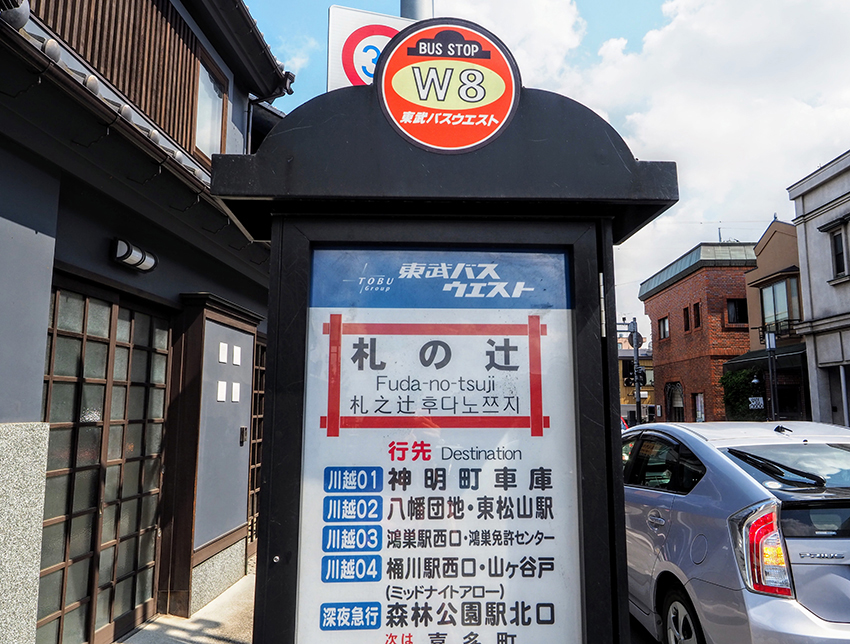 3
BUS STOP
W8
東武バスウエスト
TOBU Group
東武バス
ウエスト
札の辻
Fuda-no-tsuji
札之辻 후다노쯔지
行先 Destination
川越01 神明町車庫
川越02 八幡団地・東松山駅
川越03 鴻巣駅西口・鴻巣免許センター
川越04 桶川駅西口・山ヶ谷戸
(ミッドナイトアロー)
深夜急行 森林公園駅北口
次は 喜多町
PRIUS